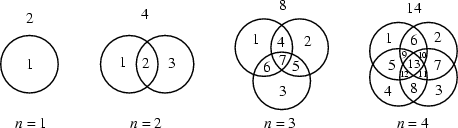 2
4
8
14
1
1 2 3
1 4 2
6 7 5
3
1 6 2
9 10
5 13 7
12 11
4 8 3
n = 1
n = 2
n = 3
n = 4